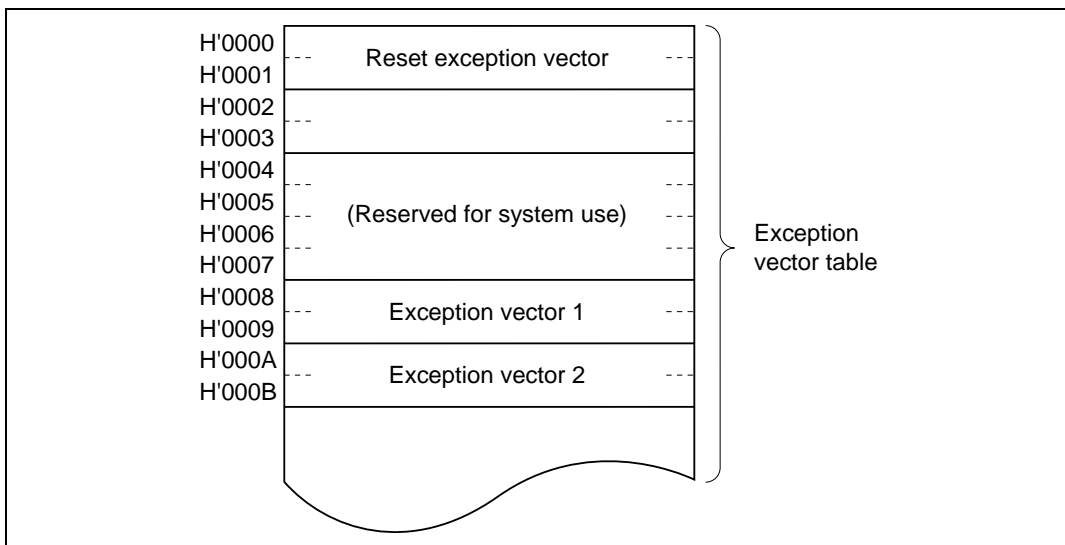 H'0000
H'0001
Reset exception vector
H'0002
H'0003
H'0004
H'0005
H'0006
H'0007
(Reserved for system use)
H'0008
H'0009
Exception vector 1
H'000A
H'000B
Exception vector 2
Exception
vector table